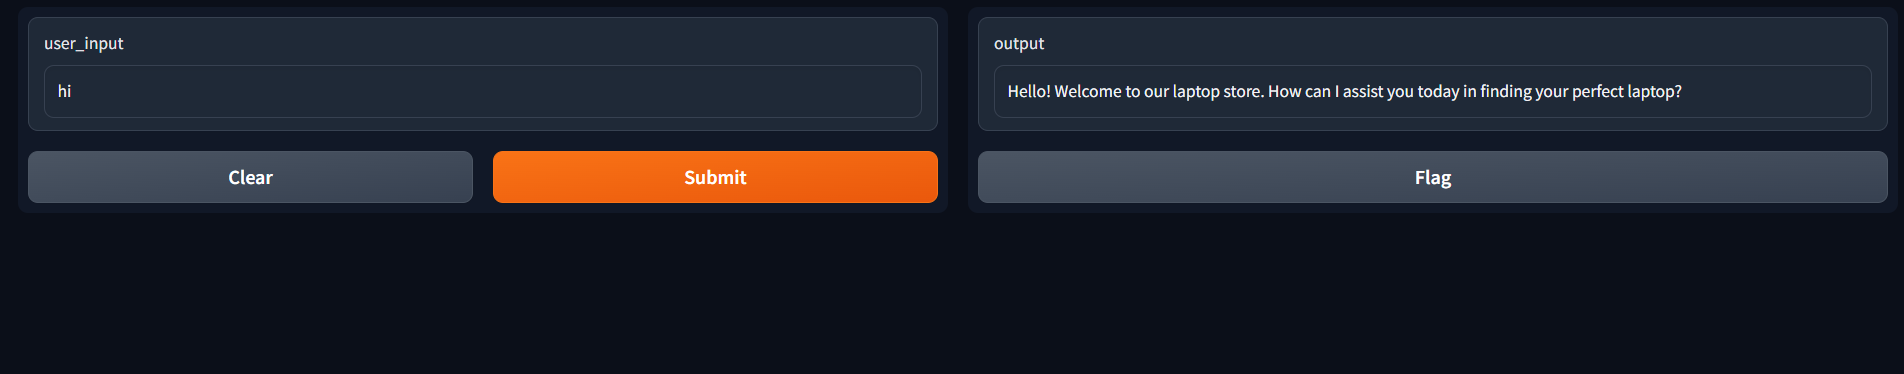 user_input
hi
Clear
Submit
output
Hello! Welcome to our laptop store. How can I assist you today in finding your perfect laptop?
Flag